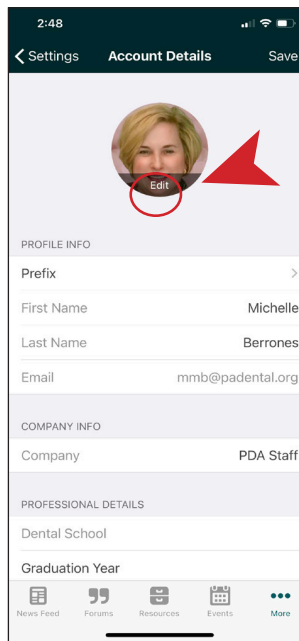 2:48
Settings Account Details Save
Edit
PROFILE INFO
Prefix
First Name Michelle
Last Name Berrones
Email mmb@padental.org
COMPANY INFO
Company PDA Staff
PROFESSIONAL DETAILS
Dental School
Graduation Year
News Feed Forums Resources Events More